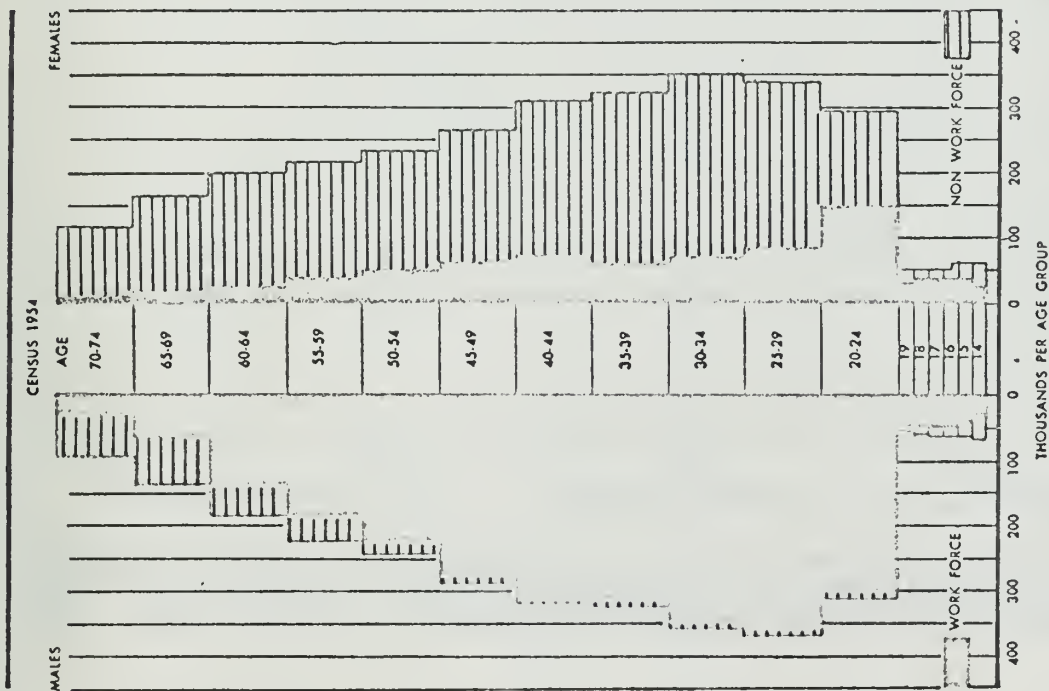 CENSUS 1954
MALES
AGE
FEMALES
70-74
65-69
60-64
55-59
50-54
45-49
40-44
35-39
30-34
25-29
20-24
19
18
17
16
15
14
400 300 200 100 0 0 100 200 300 400
THOUSANDS PER AGE GROUP
WORK FORCE
NON WORK FORCE